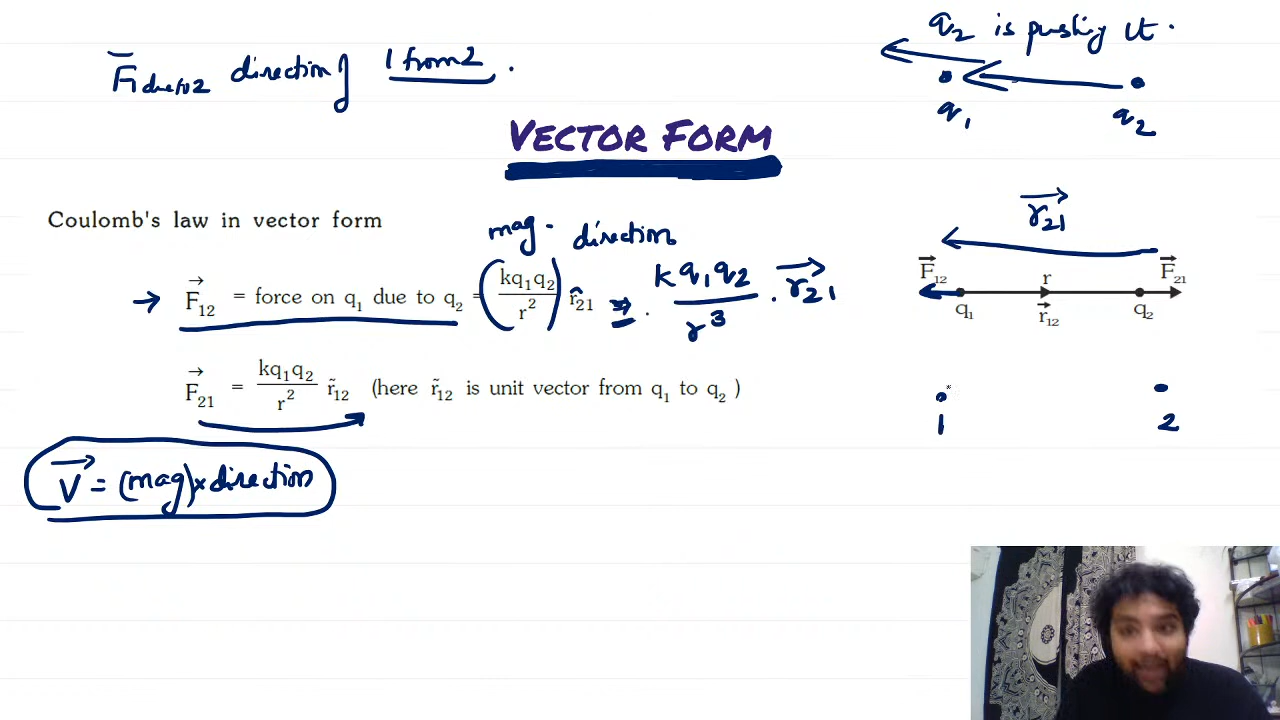 q2 is pushing it.
F1 due to 2 direction of 1 from 2.
q1 q2
VECTOR FORM
Coulomb's law in vector form
mag. direction
r⃗21
F⃗12 = force on q1 due to q2 = (kq1q2/r²) r̂21 ⇒ . kq1q2/r³ . r⃗21
F⃗12 r F⃗21
q1 r⃗12 q2
F⃗21 = kq1q2/r² r̃12 (here r̃12 is unit vector from q1 to q2 )
1 2
V⃗ = (mag) × direction